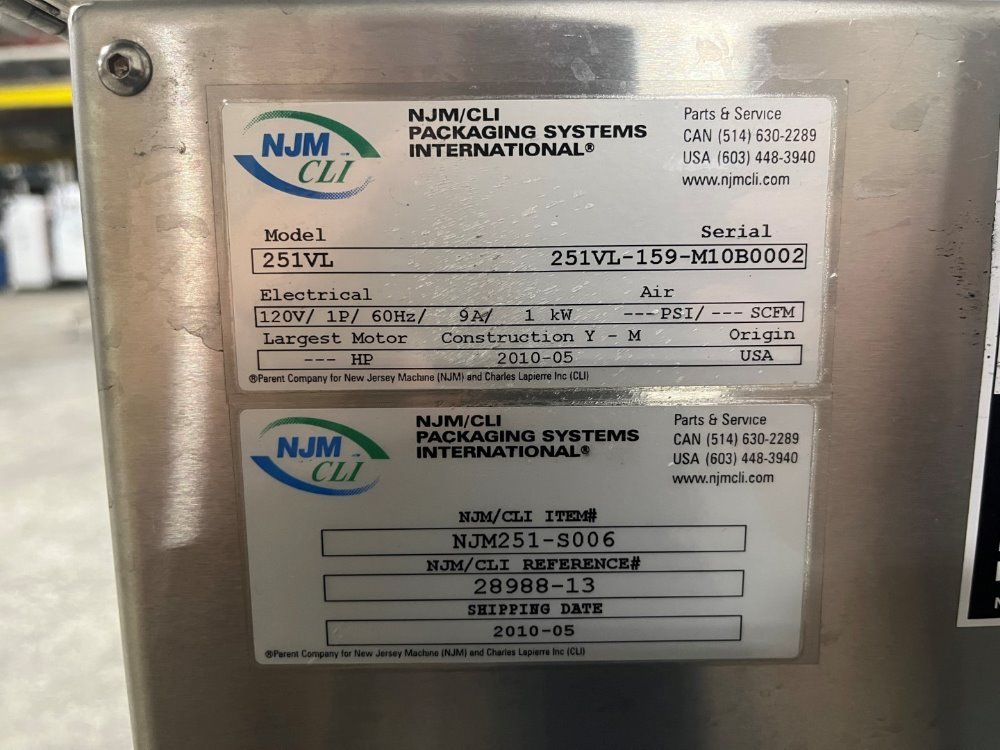 NJM
CLI
NJM/CLI
PACKAGING SYSTEMS
INTERNATIONAL®
Parts & Service
CAN (514) 630-2289
USA (603) 448-3940
www.njmcli.com
Model Serial
251VL 251VL-159-M10B0002
Electrical Air
120V/ 1P/ 60Hz/ 9A/ 1 kW --- PSI/ --- SCFM
Largest Motor Construction Y - M Origin
--- HP 2010-05 USA
®Parent Company for New Jersey Machine (NJM) and Charles Lapierre Inc (CLI)
NJM
CLI
NJM/CLI
PACKAGING SYSTEMS
INTERNATIONAL®
Parts & Service
CAN (514) 630-2289
USA (603) 448-3940
www.njmcli.com
NJM/CLI ITEM#
NJM251-S006
NJM/CLI REFERENCE#
28988-13
SHIPPING DATE
2010-05
®Parent Company for New Jersey Machine (NJM) and Charles Lapierre Inc (CLI)